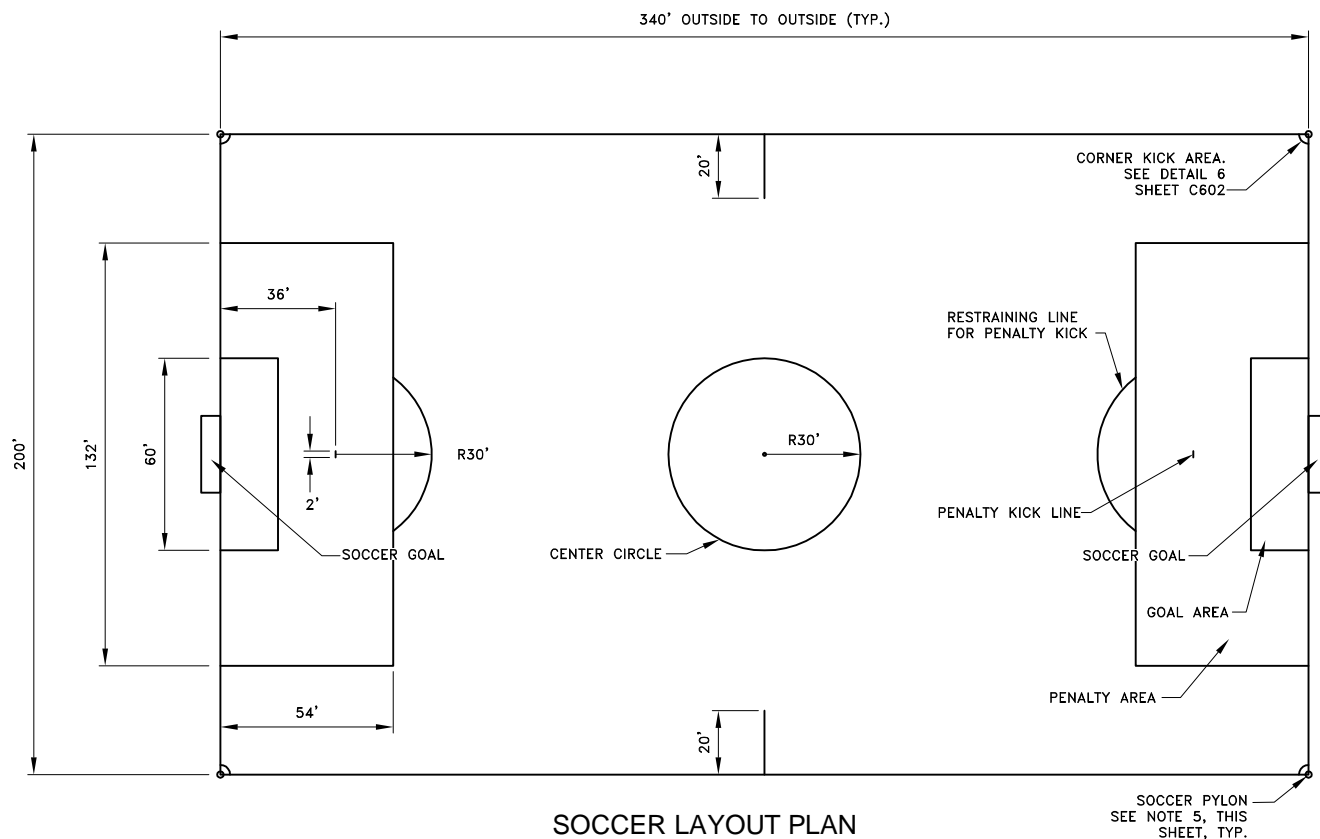 340' OUTSIDE TO OUTSIDE (TYP.)
20'
CORNER KICK AREA.
SEE DETAIL 6
SHEET C602
36'
RESTRAINING LINE
FOR PENALTY KICK
200'
132'
60'
2'
R30'
R30'
PENALTY KICK LINE
SOCCER GOAL
CENTER CIRCLE
SOCCER GOAL
GOAL AREA
PENALTY AREA
54'
20'
SOCCER PYLON
SEE NOTE 5, THIS
SHEET, TYP.
SOCCER LAYOUT PLAN